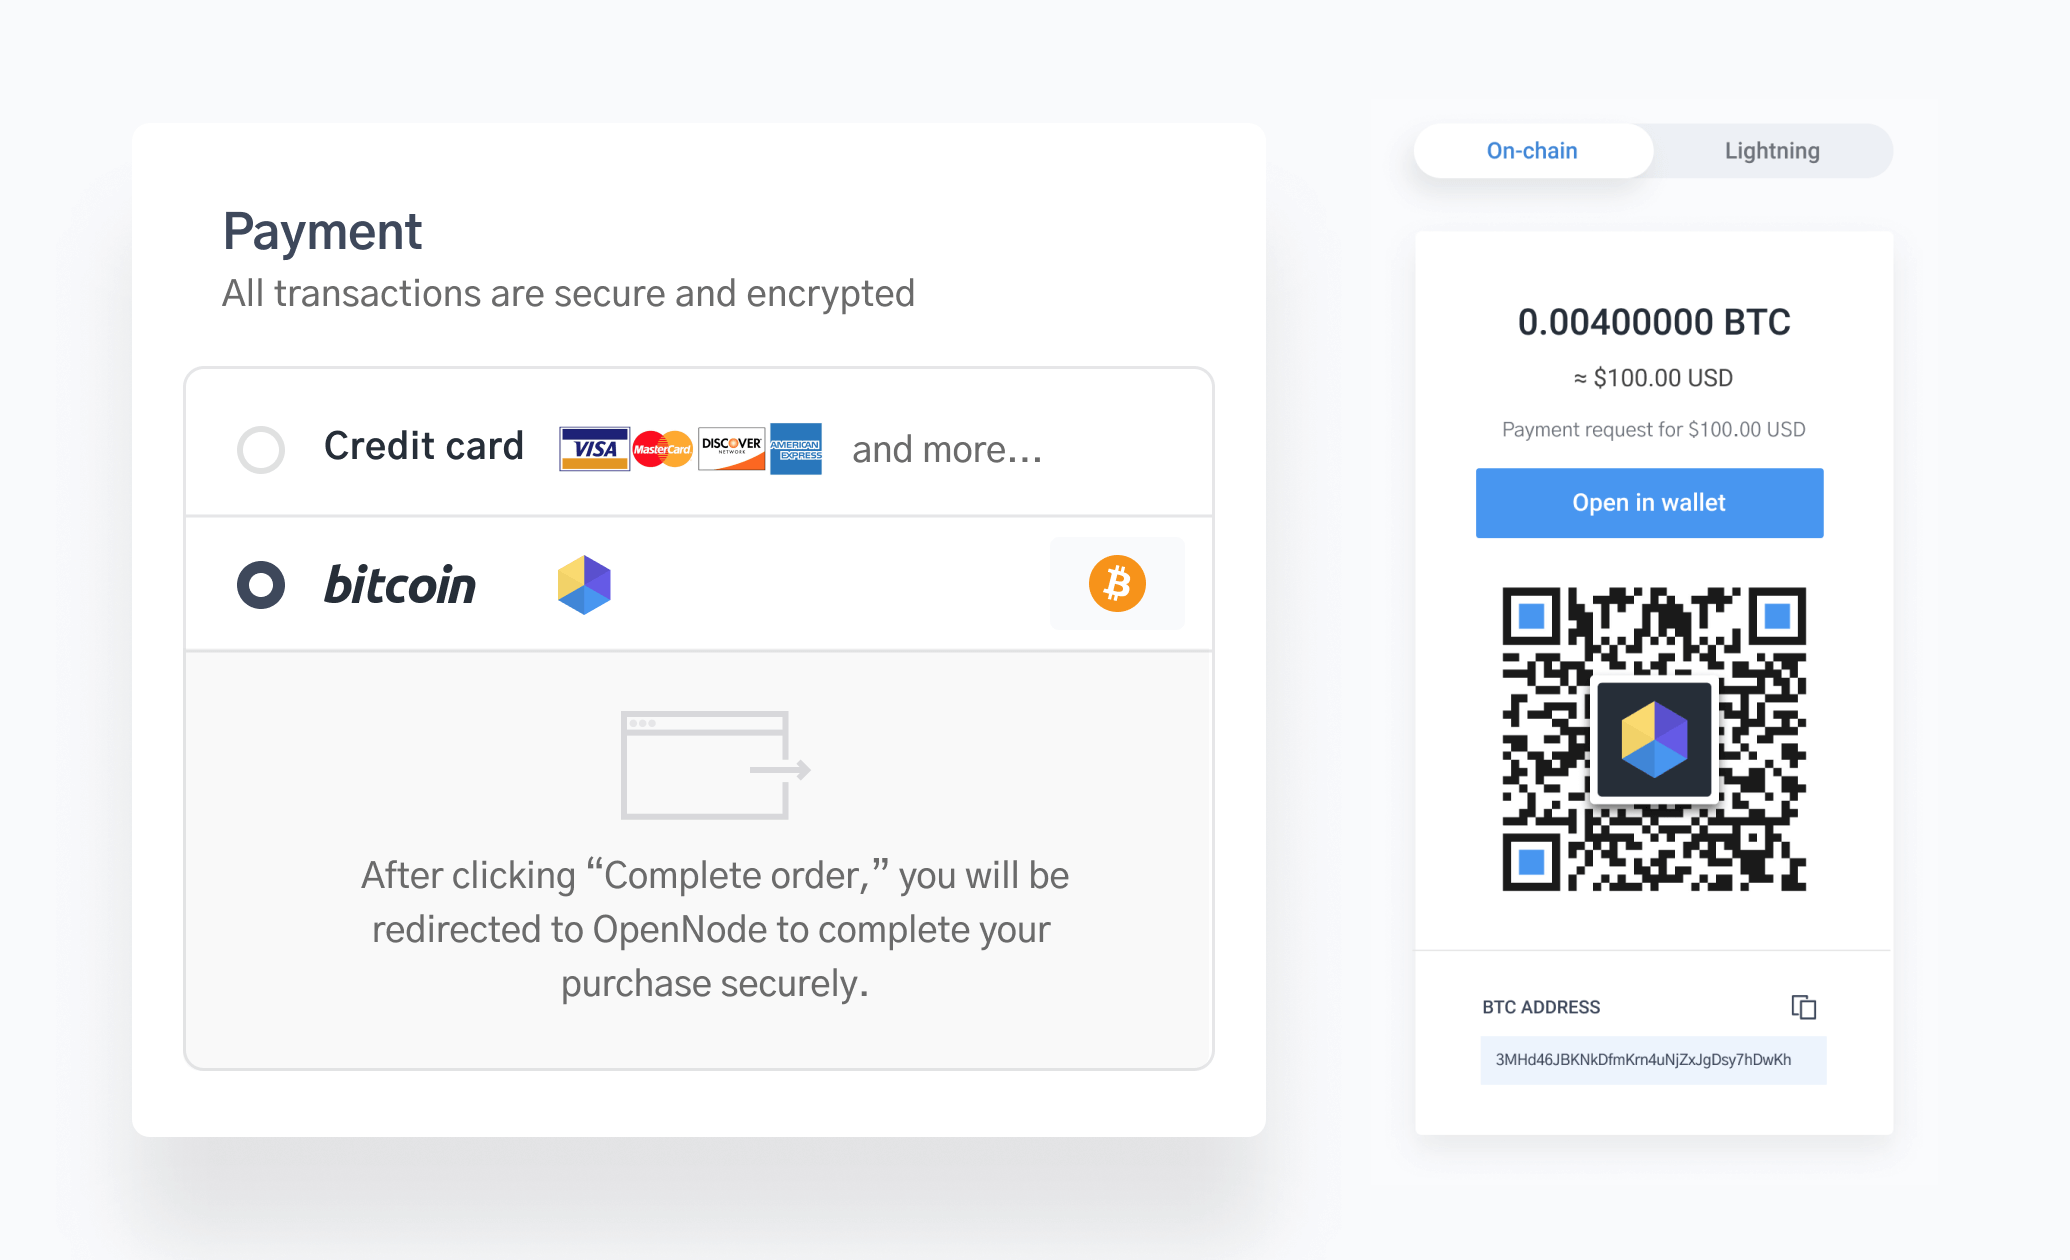 Payment
All transactions are secure and encrypted
Credit card VISA MasterCard DISCOVER NETWORK AMERICAN EXPRESS and more...
bitcoin
After clicking “Complete order,” you will be
redirected to OpenNode to complete your
purchase securely.
On-chain Lightning
0.00400000 BTC
≈ $100.00 USD
Payment request for $100.00 USD
Open in wallet
BTC ADDRESS
3MHd46JBKNkDfmKrn4uNjZxJgDsy7hDwKh